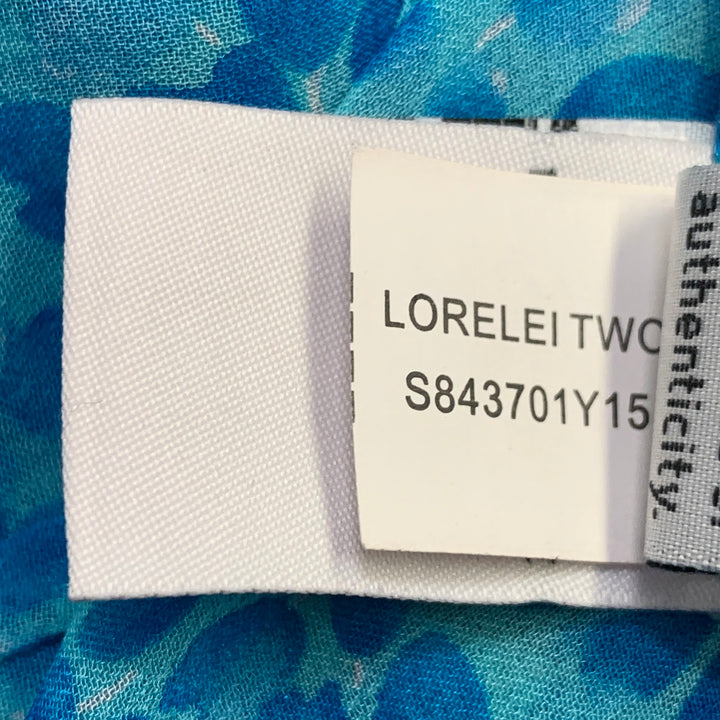 LORELEI TWO
S843701Y15
authenticity.